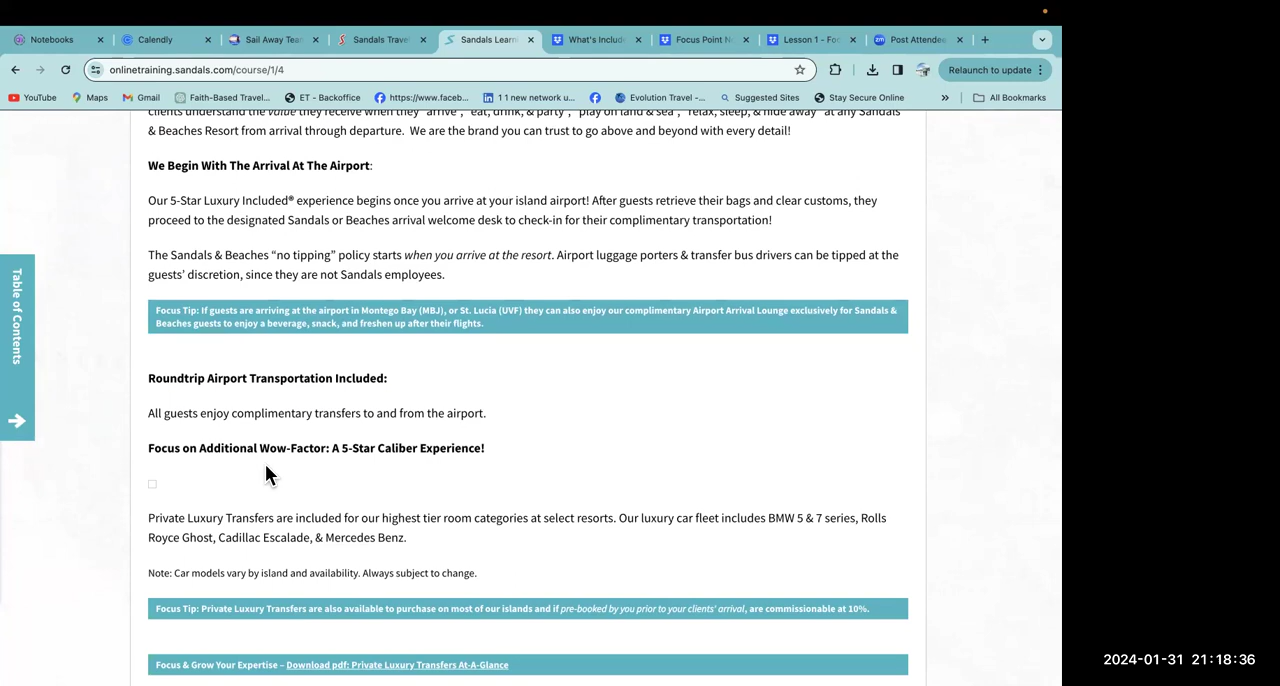 Notebooks
Calendly
Sail Away Tea
Sandals Trave
Sandals Learn
What's Includ
Focus Point N
Lesson 1 - Fo
Post Attende
onlinetraining.sandals.com/course/1/4
Relaunch to update
YouTube
Maps
Gmail
Faith-Based Travel...
ET - Backoffice
https://www.faceb...
1 1 new network u...
Evolution Travel -...
Suggested Sites
Stay Secure Online
All Bookmarks
clients understand the value they receive when they "arrive", "eat, drink, & party", "play on land & sea", "relax, sleep, & hide away" at any Sandals
& Beaches Resort from arrival through departure. We are the brand you can trust to go above and beyond with every detail!
We Begin With The Arrival At The Airport:
Our 5-Star Luxury Included® experience begins once you arrive at your island airport! After guests retrieve their bags and clear customs, they
proceed to the designated Sandals or Beaches arrival welcome desk to check-in for their complimentary transportation!
The Sandals & Beaches “no tipping” policy starts when you arrive at the resort. Airport luggage porters & transfer bus drivers can be tipped at the
guests’ discretion, since they are not Sandals employees.
Focus Tip: If guests are arriving at the airport in Montego Bay (MBJ), or St. Lucia (UVF) they can also enjoy our complimentary Airport Arrival Lounge exclusively for Sandals &
Beaches guests to enjoy a beverage, snack, and freshen up after their flights.
Table of Contents
Roundtrip Airport Transportation Included:
All guests enjoy complimentary transfers to and from the airport.
Focus on Additional Wow-Factor: A 5-Star Caliber Experience!
Private Luxury Transfers are included for our highest tier room categories at select resorts. Our luxury car fleet includes BMW 5 & 7 series, Rolls
Royce Ghost, Cadillac Escalade, & Mercedes Benz.
Note: Car models vary by island and availability. Always subject to change.
Focus Tip: Private Luxury Transfers are also available to purchase on most of our islands and if pre-booked by you prior to your clients' arrival, are commissionable at 10%.
Focus & Grow Your Expertise – Download pdf: Private Luxury Transfers At-A-Glance
2024-01-31 21:18:36